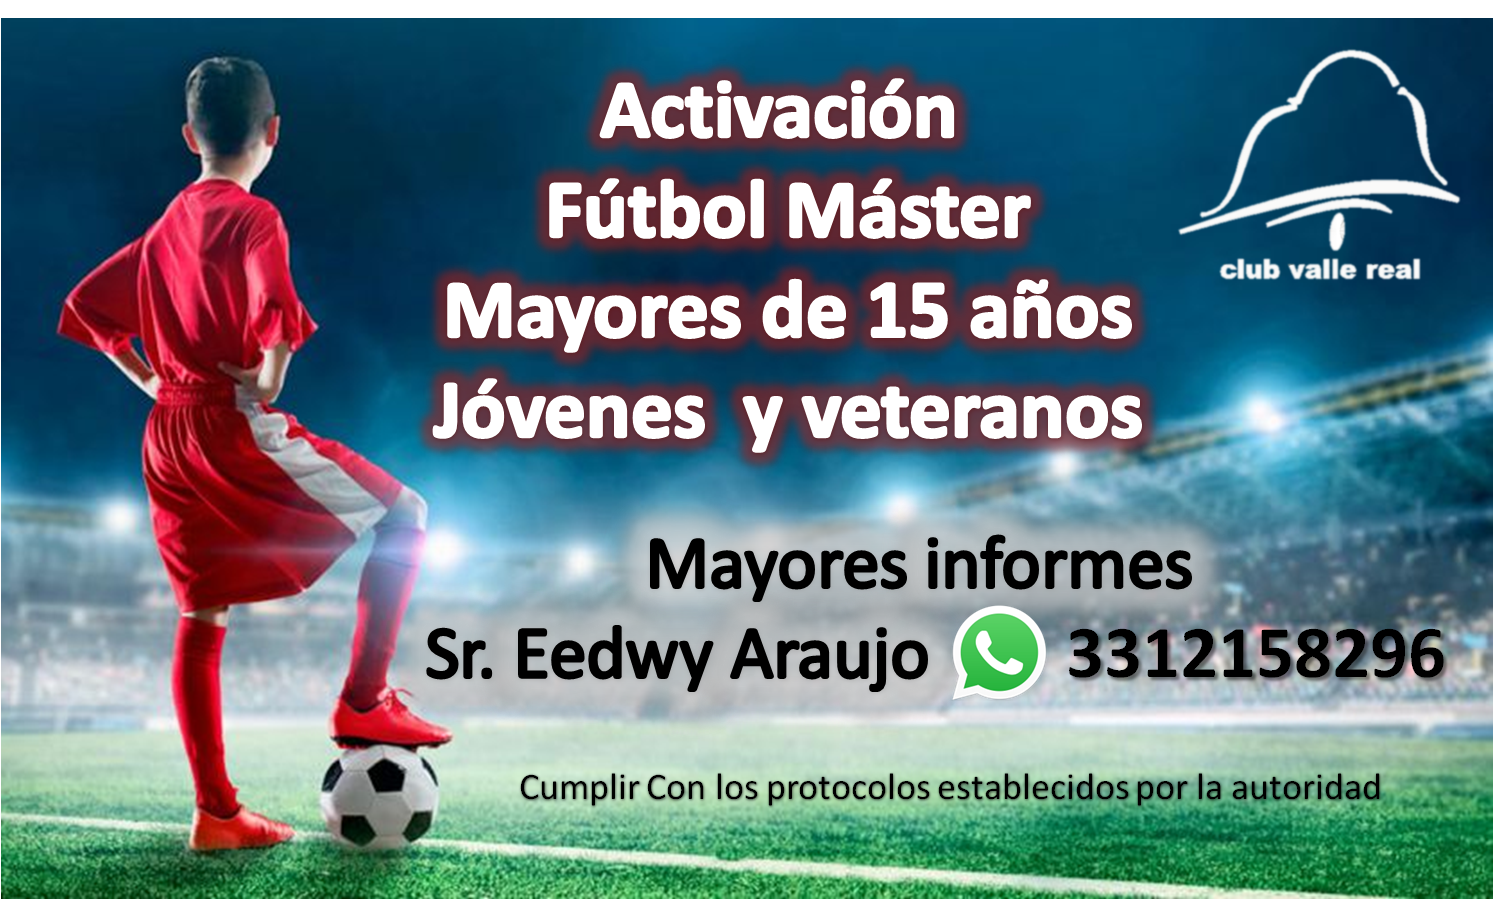 Activación
Fútbol Máster
Mayores de 15 años
Jóvenes y veteranos
club valle real
Mayores informes
Sr. Eedwy Araujo 3312158296
Cumplir Con los protocolos establecidos por la autoridad